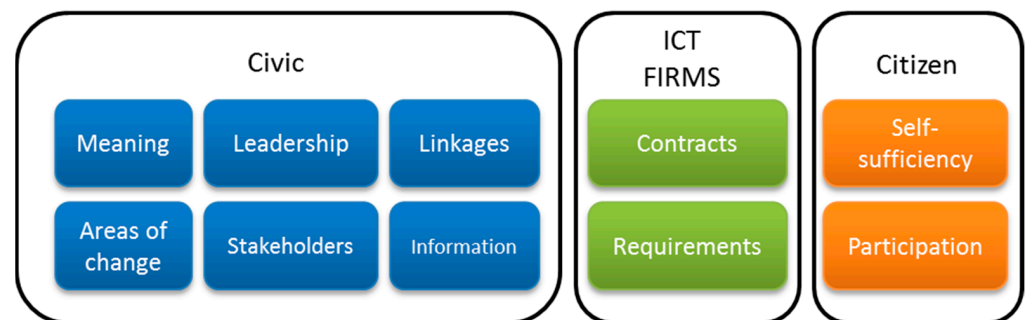 Civic
Meaning
Leadership
Linkages
Areas of
change
Stakeholders
Information
ICT
FIRMS
Contracts
Requirements
Citizen
Self-
sufficiency
Participation